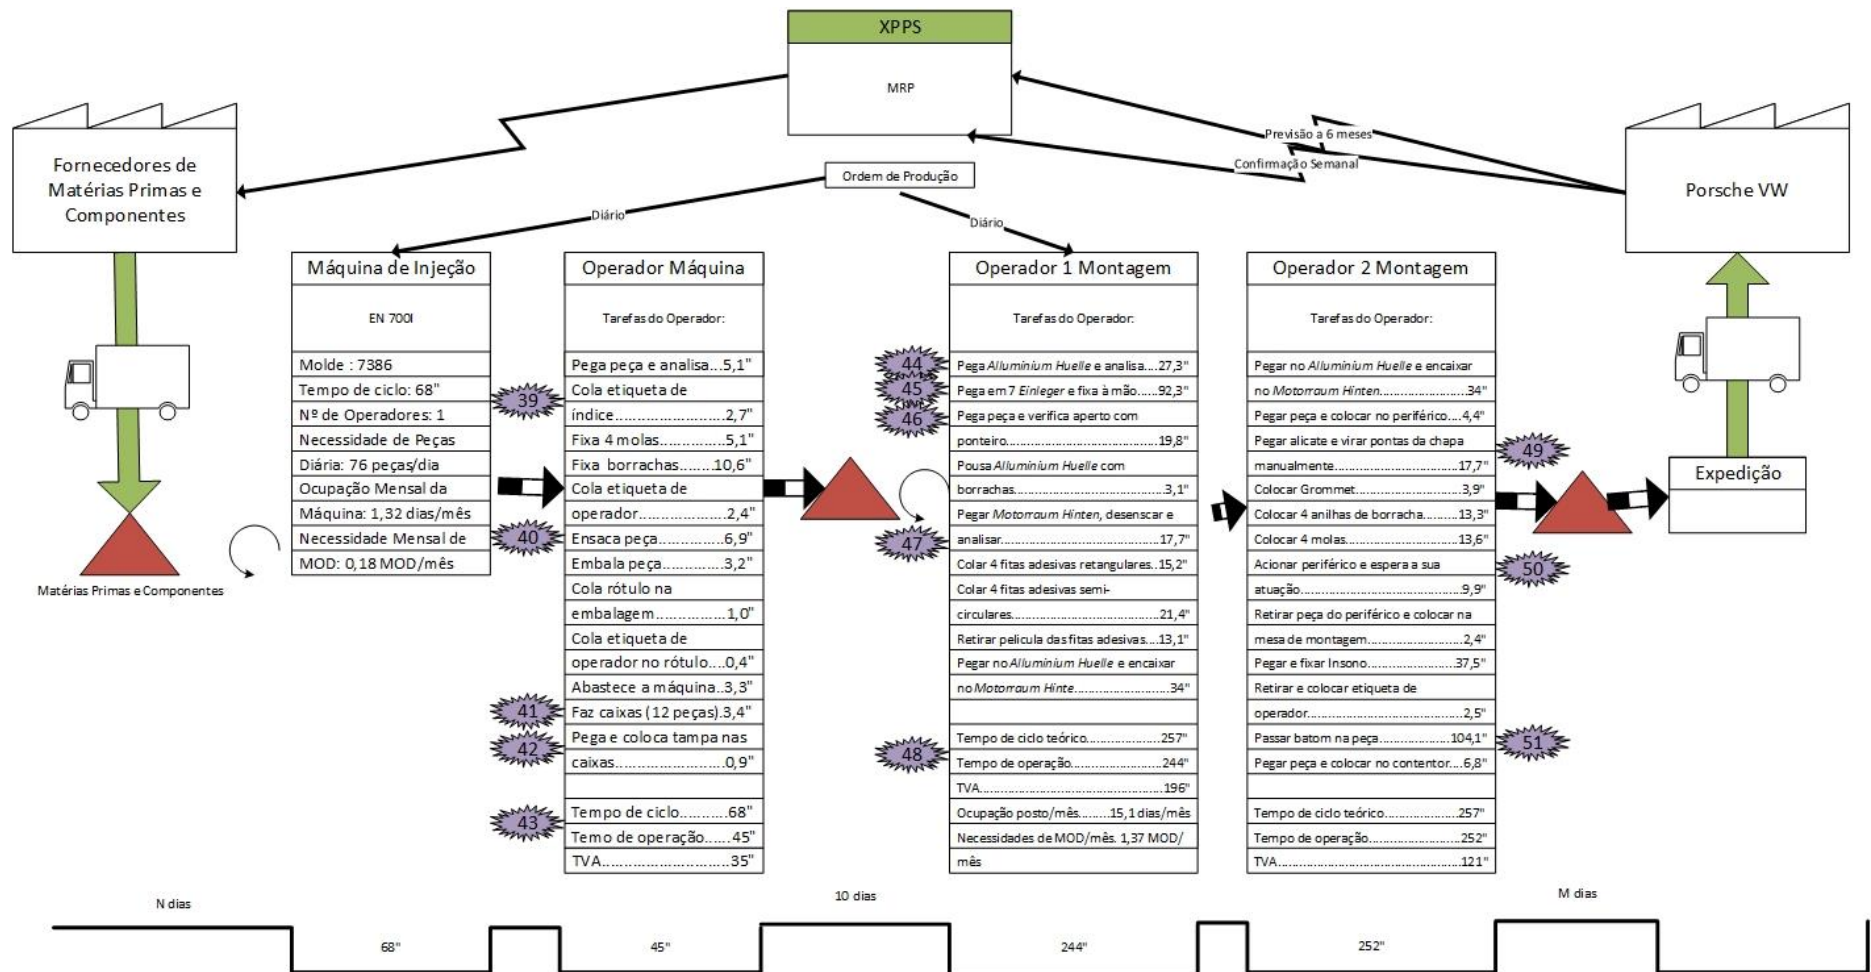 XPPS
MRP
Fornecedores de
Matérias Primas e
Componentes
Previsão a 6 meses
Confirmação Semanal
Porsche VW
Ordem de Produção
Diário
Diário
Matérias Primas e Componentes
Máquina de Injeção
EN 700I
Molde : 7386
Tempo de ciclo: 68"
Nº de Operadores: 1
Necessidade de Peças
Diária: 76 peças/dia
Ocupação Mensal da
Máquina: 1,32 dias/mês
Necessidade Mensal de
MOD: 0,18 MOD/mês
39
40
41
42
43
Operador Máquina
Tarefas do Operador:
Pega peça e analisa...5,1"
Cola etiqueta de
índice......................2,7"
Fixa 4 molas..............5,1"
Fixa borrachas........10,6"
Cola etiqueta de
operador..................2,4"
Ensaca peça..............6,9"
Embala peça..............3,2"
Cola rótulo na
embalagem...............1,0"
Cola etiqueta de
operador no rótulo....0,4"
Abastece a máquina..3,3"
Faz caixas (12 peças).3,4"
Pega e coloca tampa nas
caixas......................0,9"
Tempo de ciclo...........68"
Temo de operação......45"
TVA..........................35"
44
45
46
47
48
Operador 1 Montagem
Tarefas do Operador:
Pega Alluminium Huelle e analisa....27,3"
Pega em 7 Einleger e fixa à mão.....92,3"
Pega peça e verifica aperto com
ponteiro.......................................19,8"
Pousa Alluminium Huelle com
borrachas......................................3,1"
Pegar Motorraum Hinten, desenscar e
analisar.........................................17,7"
Colar 4 fitas adesivas retangulares..15,2"
Colar 4 fitas adesivas semi-
circulares......................................21,4"
Retirar pelicula das fitas adesivas....13,1"
Pegar no Alluminium Huelle e encaixar
no Motorraum Hinte........................34"
Tempo de ciclo teórico...................257"
Tempo de operação.......................244"
TVA..............................................196"
Ocupação posto/mês........15,1 dias/mês
Necessidades de MOD/mês. 1,37 MOD/
mês
Operador 2 Montagem
Tarefas do Operador:
Pegar no Alluminium Huelle e encaixar
no Motorraum Hinten......................34"
Pegar peça e colocar no periférico....4,4"
Pegar alicate e virar pontas da chapa
manualmente................................17,7"
Colocar Grommet............................3,9"
Colocar 4 anilhas de borracha..........13,3"
Colocar 4 molas.............................13,6"
Acionar periférico e espera a sua
atuação..........................................9,9"
Retirar peça do periférico e colocar na
mesa de montagem.........................2,4"
Pegar e fixar Insono.......................37,5"
Retirar e colocar etiqueta de
operador........................................2,5"
Passar batom na peça...................104,1"
Pegar peça e colocar no contentor....6,8"
Tempo de ciclo teórico...................257"
Tempo de operação.......................252"
TVA..............................................121"
49
50
51
Expedição
N dias
68"
45"
10 dias
244"
252"
M dias